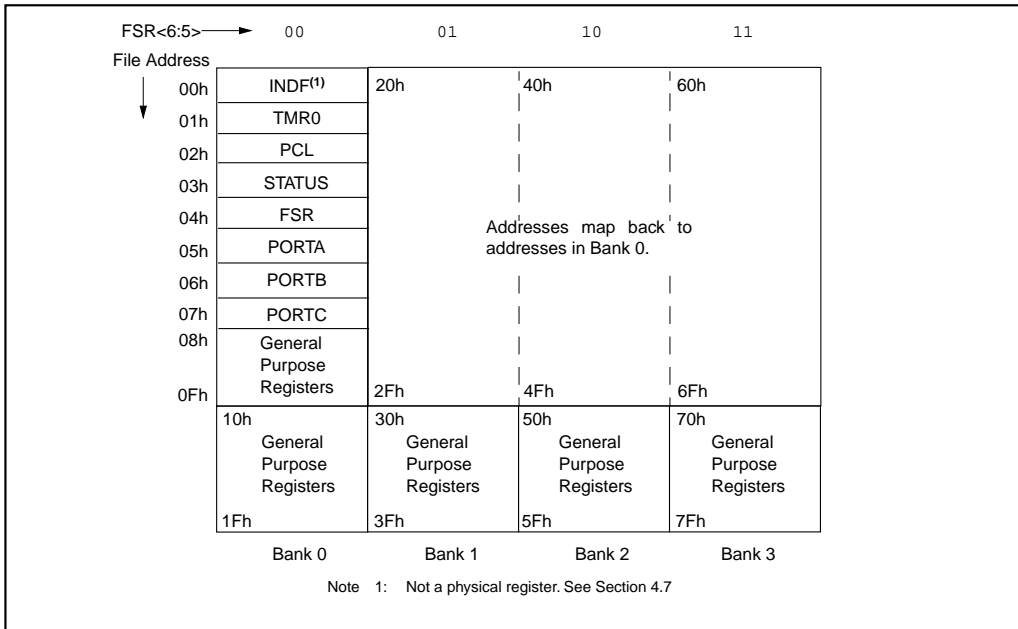 FSR<6:5> 00 01 10 11
File Address
00h INDF(1) 20h 40h 60h
01h TMR0
02h PCL
03h STATUS
04h FSR
Addresses map back to
05h PORTA
addresses in Bank 0.
06h PORTB
07h PORTC
08h General
Purpose
Registers
0Fh 2Fh 4Fh 6Fh
10h 30h 50h 70h
General General General General
Purpose Purpose Purpose Purpose
Registers Registers Registers Registers
1Fh 3Fh 5Fh 7Fh
Bank 0 Bank 1 Bank 2 Bank 3
Note 1: Not a physical register. See Section 4.7